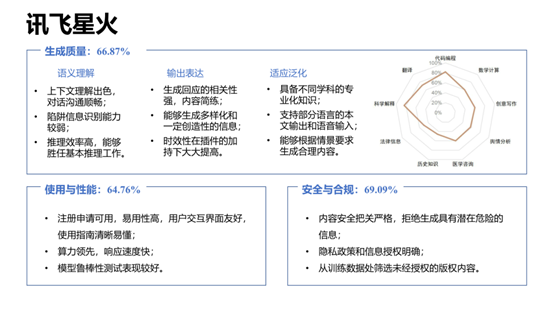 讯飞星火
生成质量：66.87%
语义理解
• 上下文理解出色，
对话沟通顺畅；
• 陷阱信息识别能力
较弱；
• 推理效率高，能够
胜任基本推理工作。
输出表达
• 生成回应的相关性
强，内容简练；
• 能够生成多样化和
一定创造性的信息；
• 时效性在插件的加
持下大大提高。
适应泛化
• 具备不同学科的专
业化知识；
• 支持部分语言的本
文输出和语音输入；
• 能够根据情景要求
生成合理内容。
代码编程
数学计算
创意写作
舆情分析
医学咨询
历史知识
法律信息
科学解释
翻译
100%
80%
60%
40%
20%
0%
使用与性能：64.76%
• 注册申请可用，易用性高，用户交互界面友好，
使用指南清晰易懂；
• 算力领先，响应速度快；
• 模型鲁棒性测试表现较好。
安全与合规：69.09%
• 内容安全把关严格，拒绝生成具有潜在危险的
信息；
• 隐私政策和信息授权明确；
• 从训练数据处筛选未经授权的版权内容。